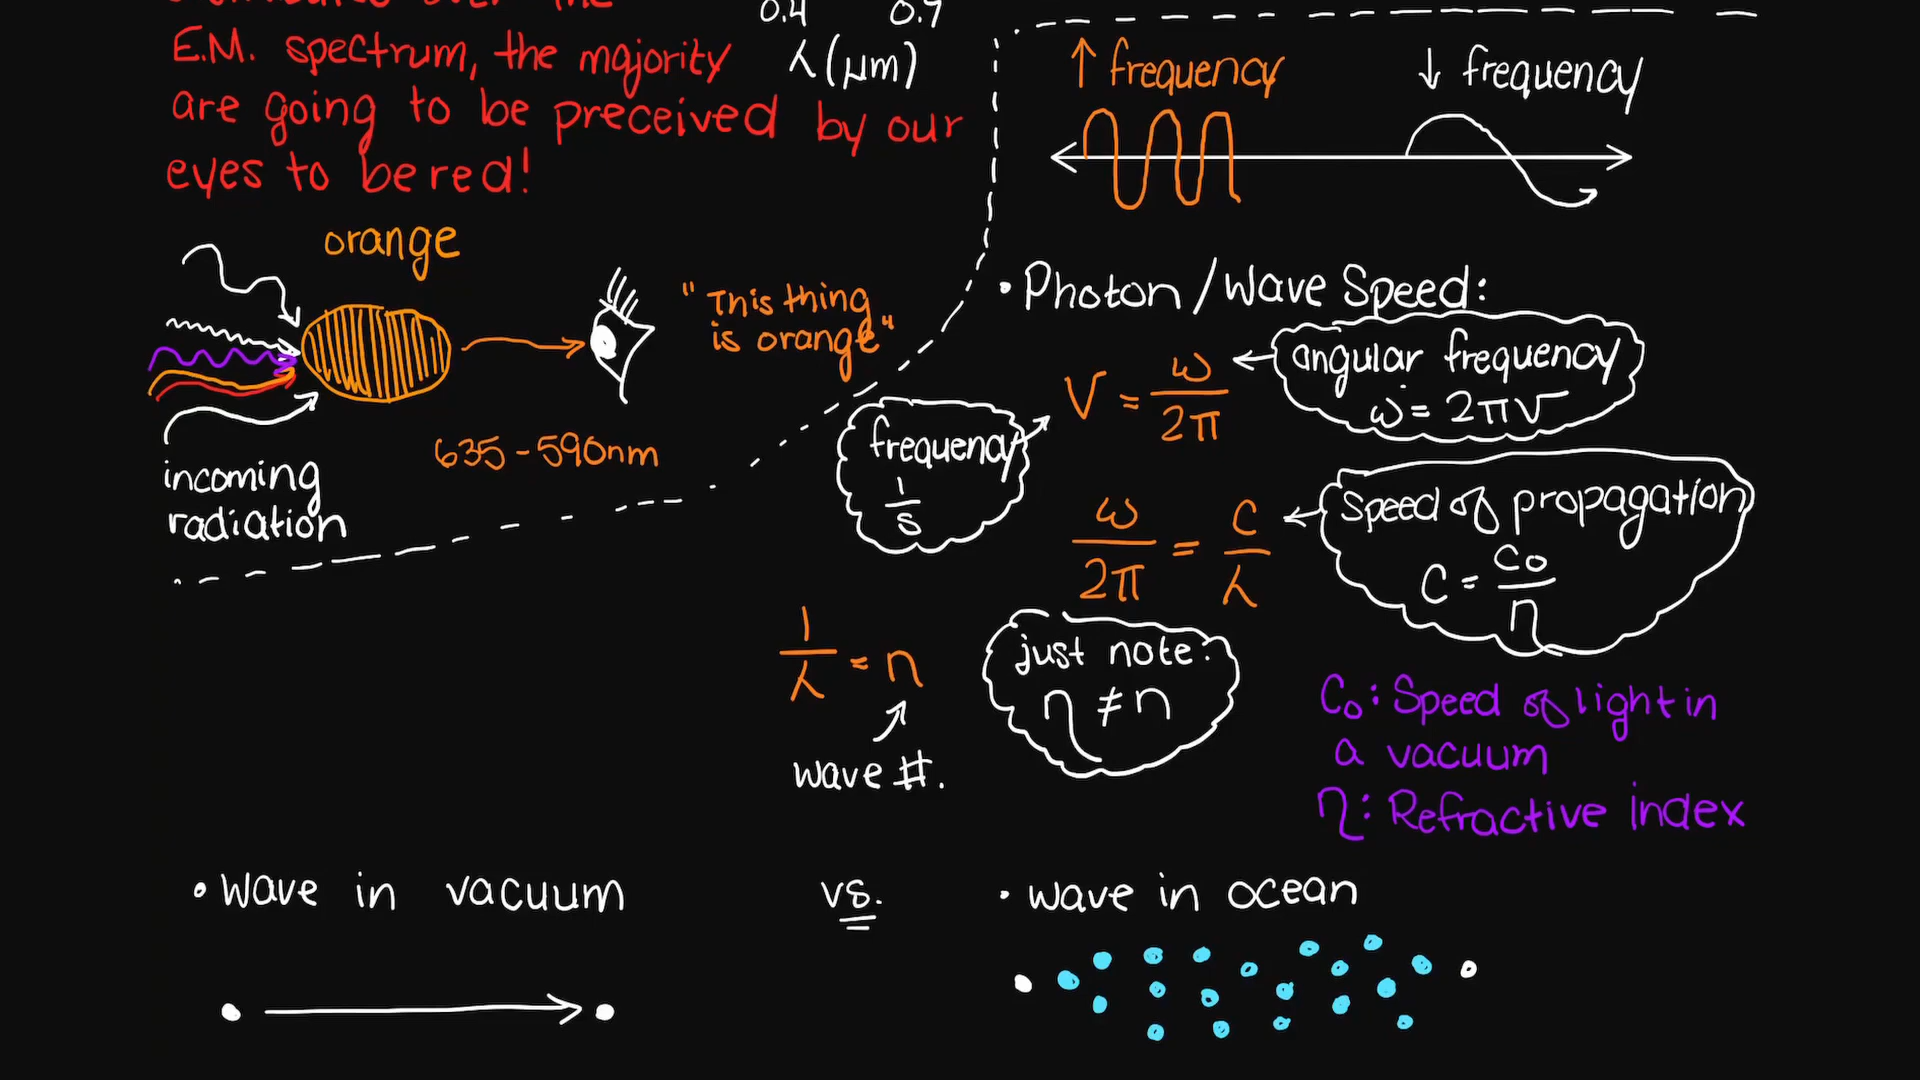 E.M. spectrum, the majority
are going to be preceived by our
eyes to be red!
0.4 0.7
λ(μm)
orange
"This thing
is orange"
635-590nm
incoming
radiation
↑ frequency
↓ frequency
• Photon/Wave Speed:
ν = ω/2π
angular frequency
ω = 2πν
frequency
1/s
ω/2π = c/λ
Speed of propagation
C = C₀/η
1/λ = n
wave #.
just note:
η ≠ n
C₀: Speed of light in
a vacuum
η: Refractive index
• Wave in vacuum
vs.
• wave in ocean